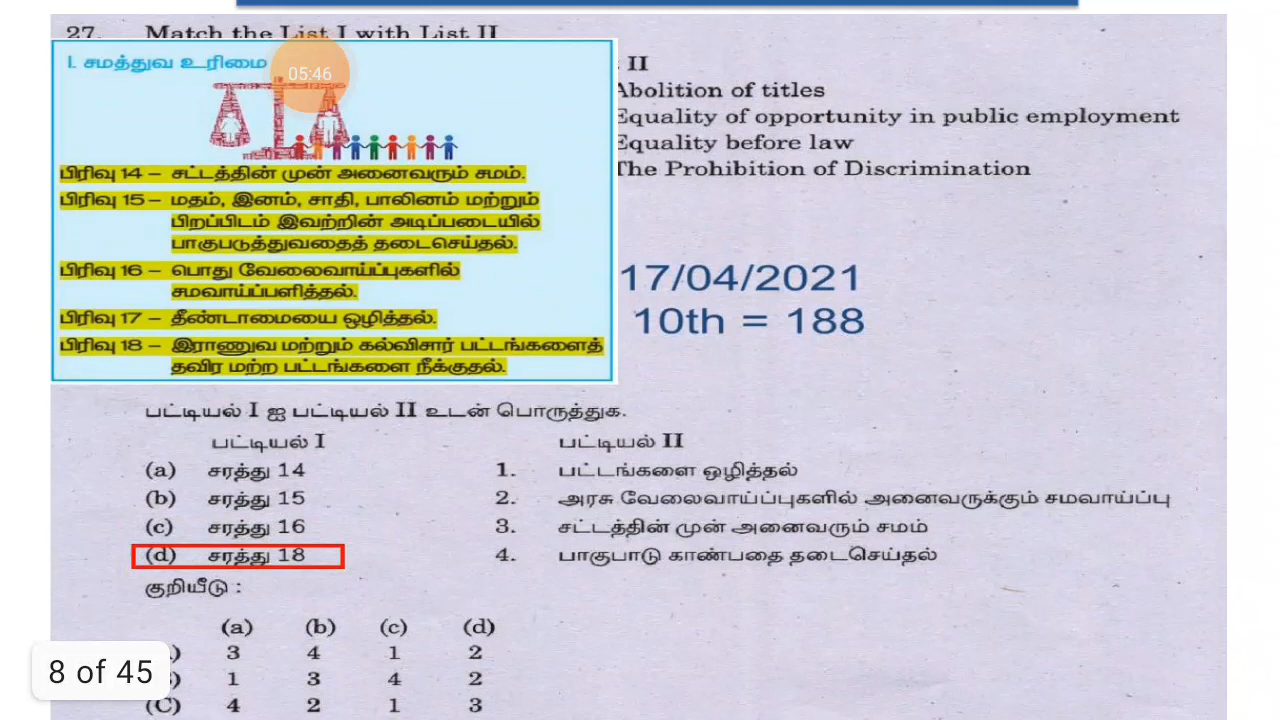 27. Match the List I with List II
I. சமத்துவ உரிமை
05:46
பிரிவு 14 – சட்டத்தின் முன் அனைவரும் சமம்.
பிரிவு 15 – மதம், இனம், சாதி, பாலினம் மற்றும்
பிறப்பிடம் இவற்றின் அடிப்படையில்
பாகுபடுத்துவதைத் தடைசெய்தல்.
பிரிவு 16 – பொது வேலைவாய்ப்புகளில்
சமவாய்ப்பளித்தல்.
பிரிவு 17 – தீண்டாமையை ஒழித்தல்.
பிரிவு 18 – இராணுவ மற்றும் கல்விசார் பட்டங்களைத்
தவிர மற்ற பட்டங்களை நீக்குதல்.
II
Abolition of titles
Equality of opportunity in public employment
Equality before law
The Prohibition of Discrimination
17/04/2021
10th = 188
பட்டியல் I ஐ பட்டியல் II உடன் பொருத்துக.
பட்டியல் I பட்டியல் II
(a) சரத்து 14 1. பட்டங்களை ஒழித்தல்
(b) சரத்து 15 2. அரசு வேலைவாய்ப்புகளில் அனைவருக்கும் சமவாய்ப்பு
(c) சரத்து 16 3. சட்டத்தின் முன் அனைவரும் சமம்
(d) சரத்து 18 4. பாகுபாடு காண்பதை தடைசெய்தல்
குறியீடு :
(a) (b) (c) (d)
3 4 1 2
1 3 4 2
(C) 4 2 1 3
8 of 45